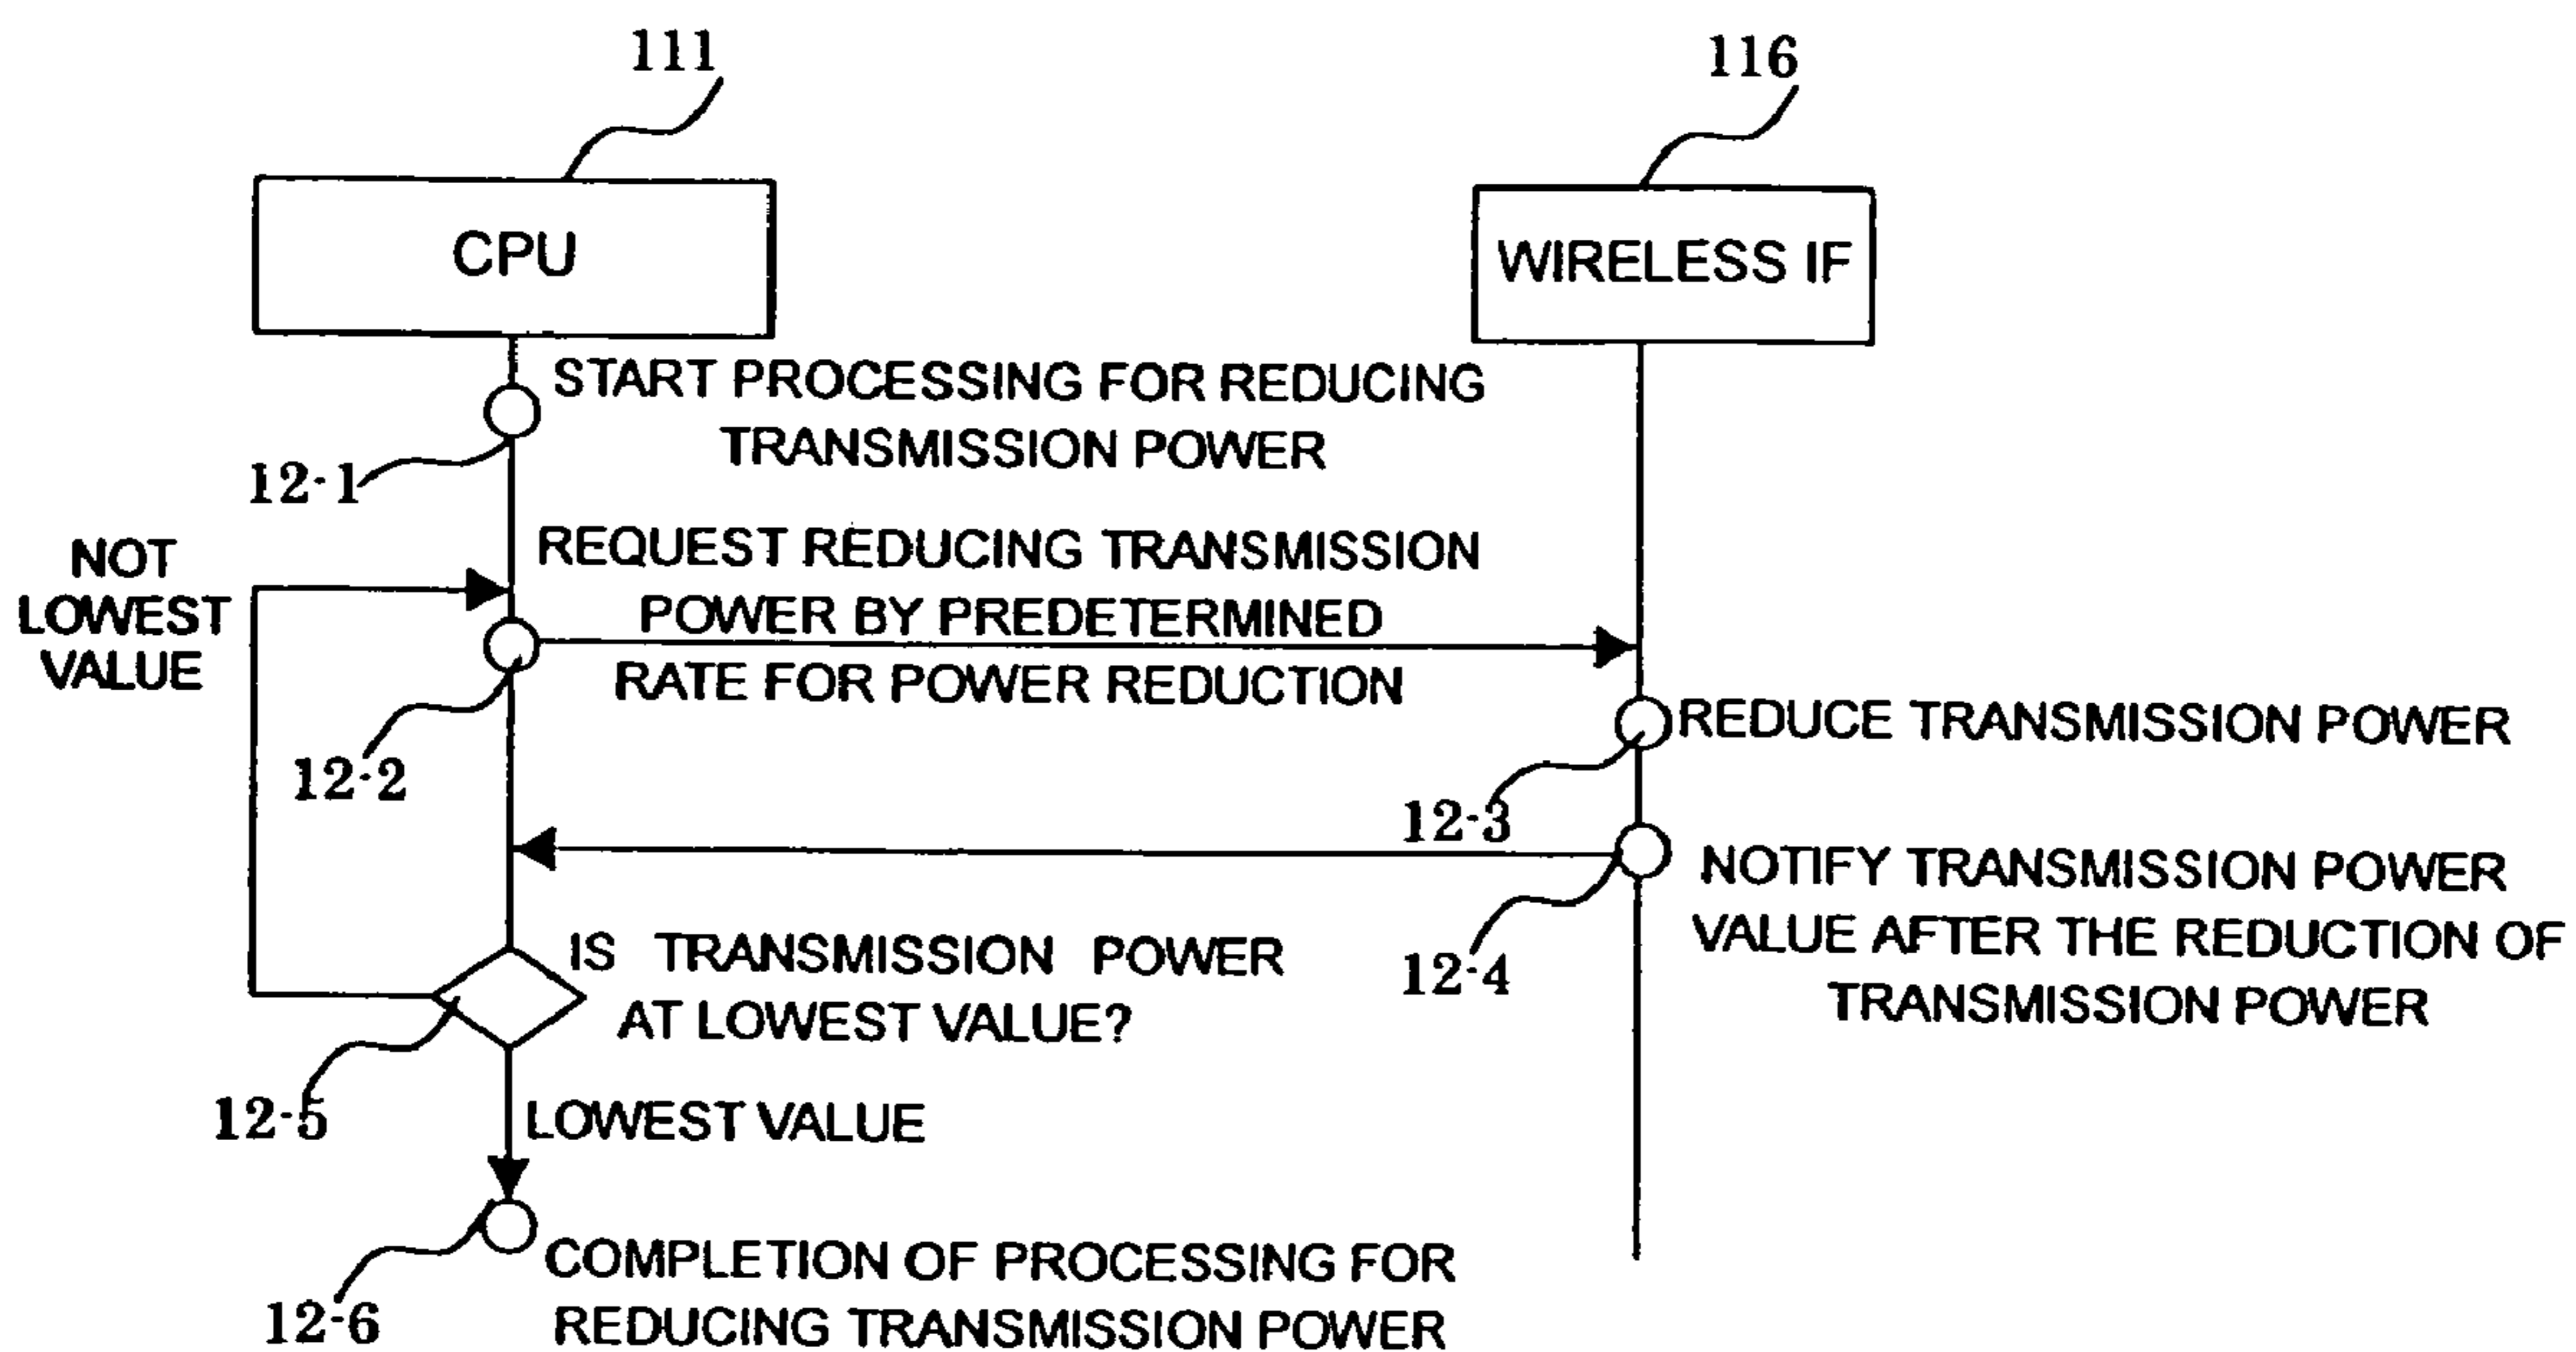 111
116
CPU
WIRELESS IF
START PROCESSING FOR REDUCING
TRANSMISSION POWER
12-1
NOT
LOWEST
VALUE
REQUEST REDUCING TRANSMISSION
POWER BY PREDETERMINED
RATE FOR POWER REDUCTION
12-2
REDUCE TRANSMISSION POWER
12-3
NOTIFY TRANSMISSION POWER
VALUE AFTER THE REDUCTION OF
TRANSMISSION POWER
12-4
IS TRANSMISSION POWER
AT LOWEST VALUE?
12-5
LOWEST VALUE
12-6
COMPLETION OF PROCESSING FOR
REDUCING TRANSMISSION POWER